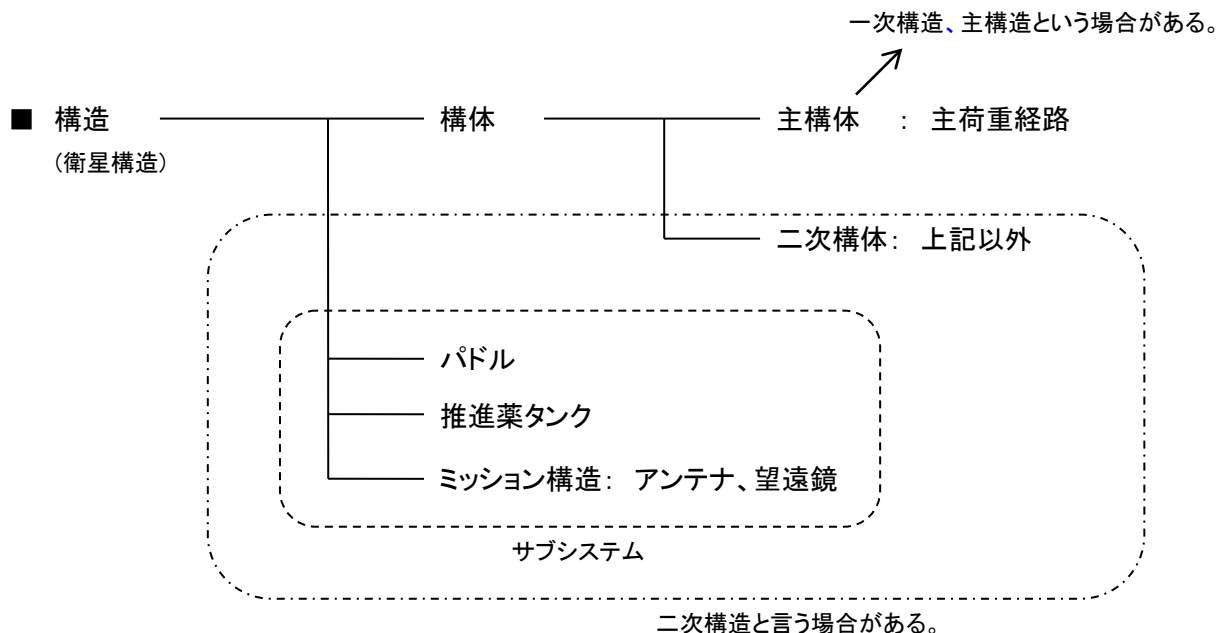 一次構造、主構造という場合がある。
■ 構造 構体 主構体 : 主荷重経路
(衛星構造)
二次構体: 上記以外
パドル
推進薬タンク
ミッション構造: アンテナ、望遠鏡
サブシステム
二次構造と言う場合がある。